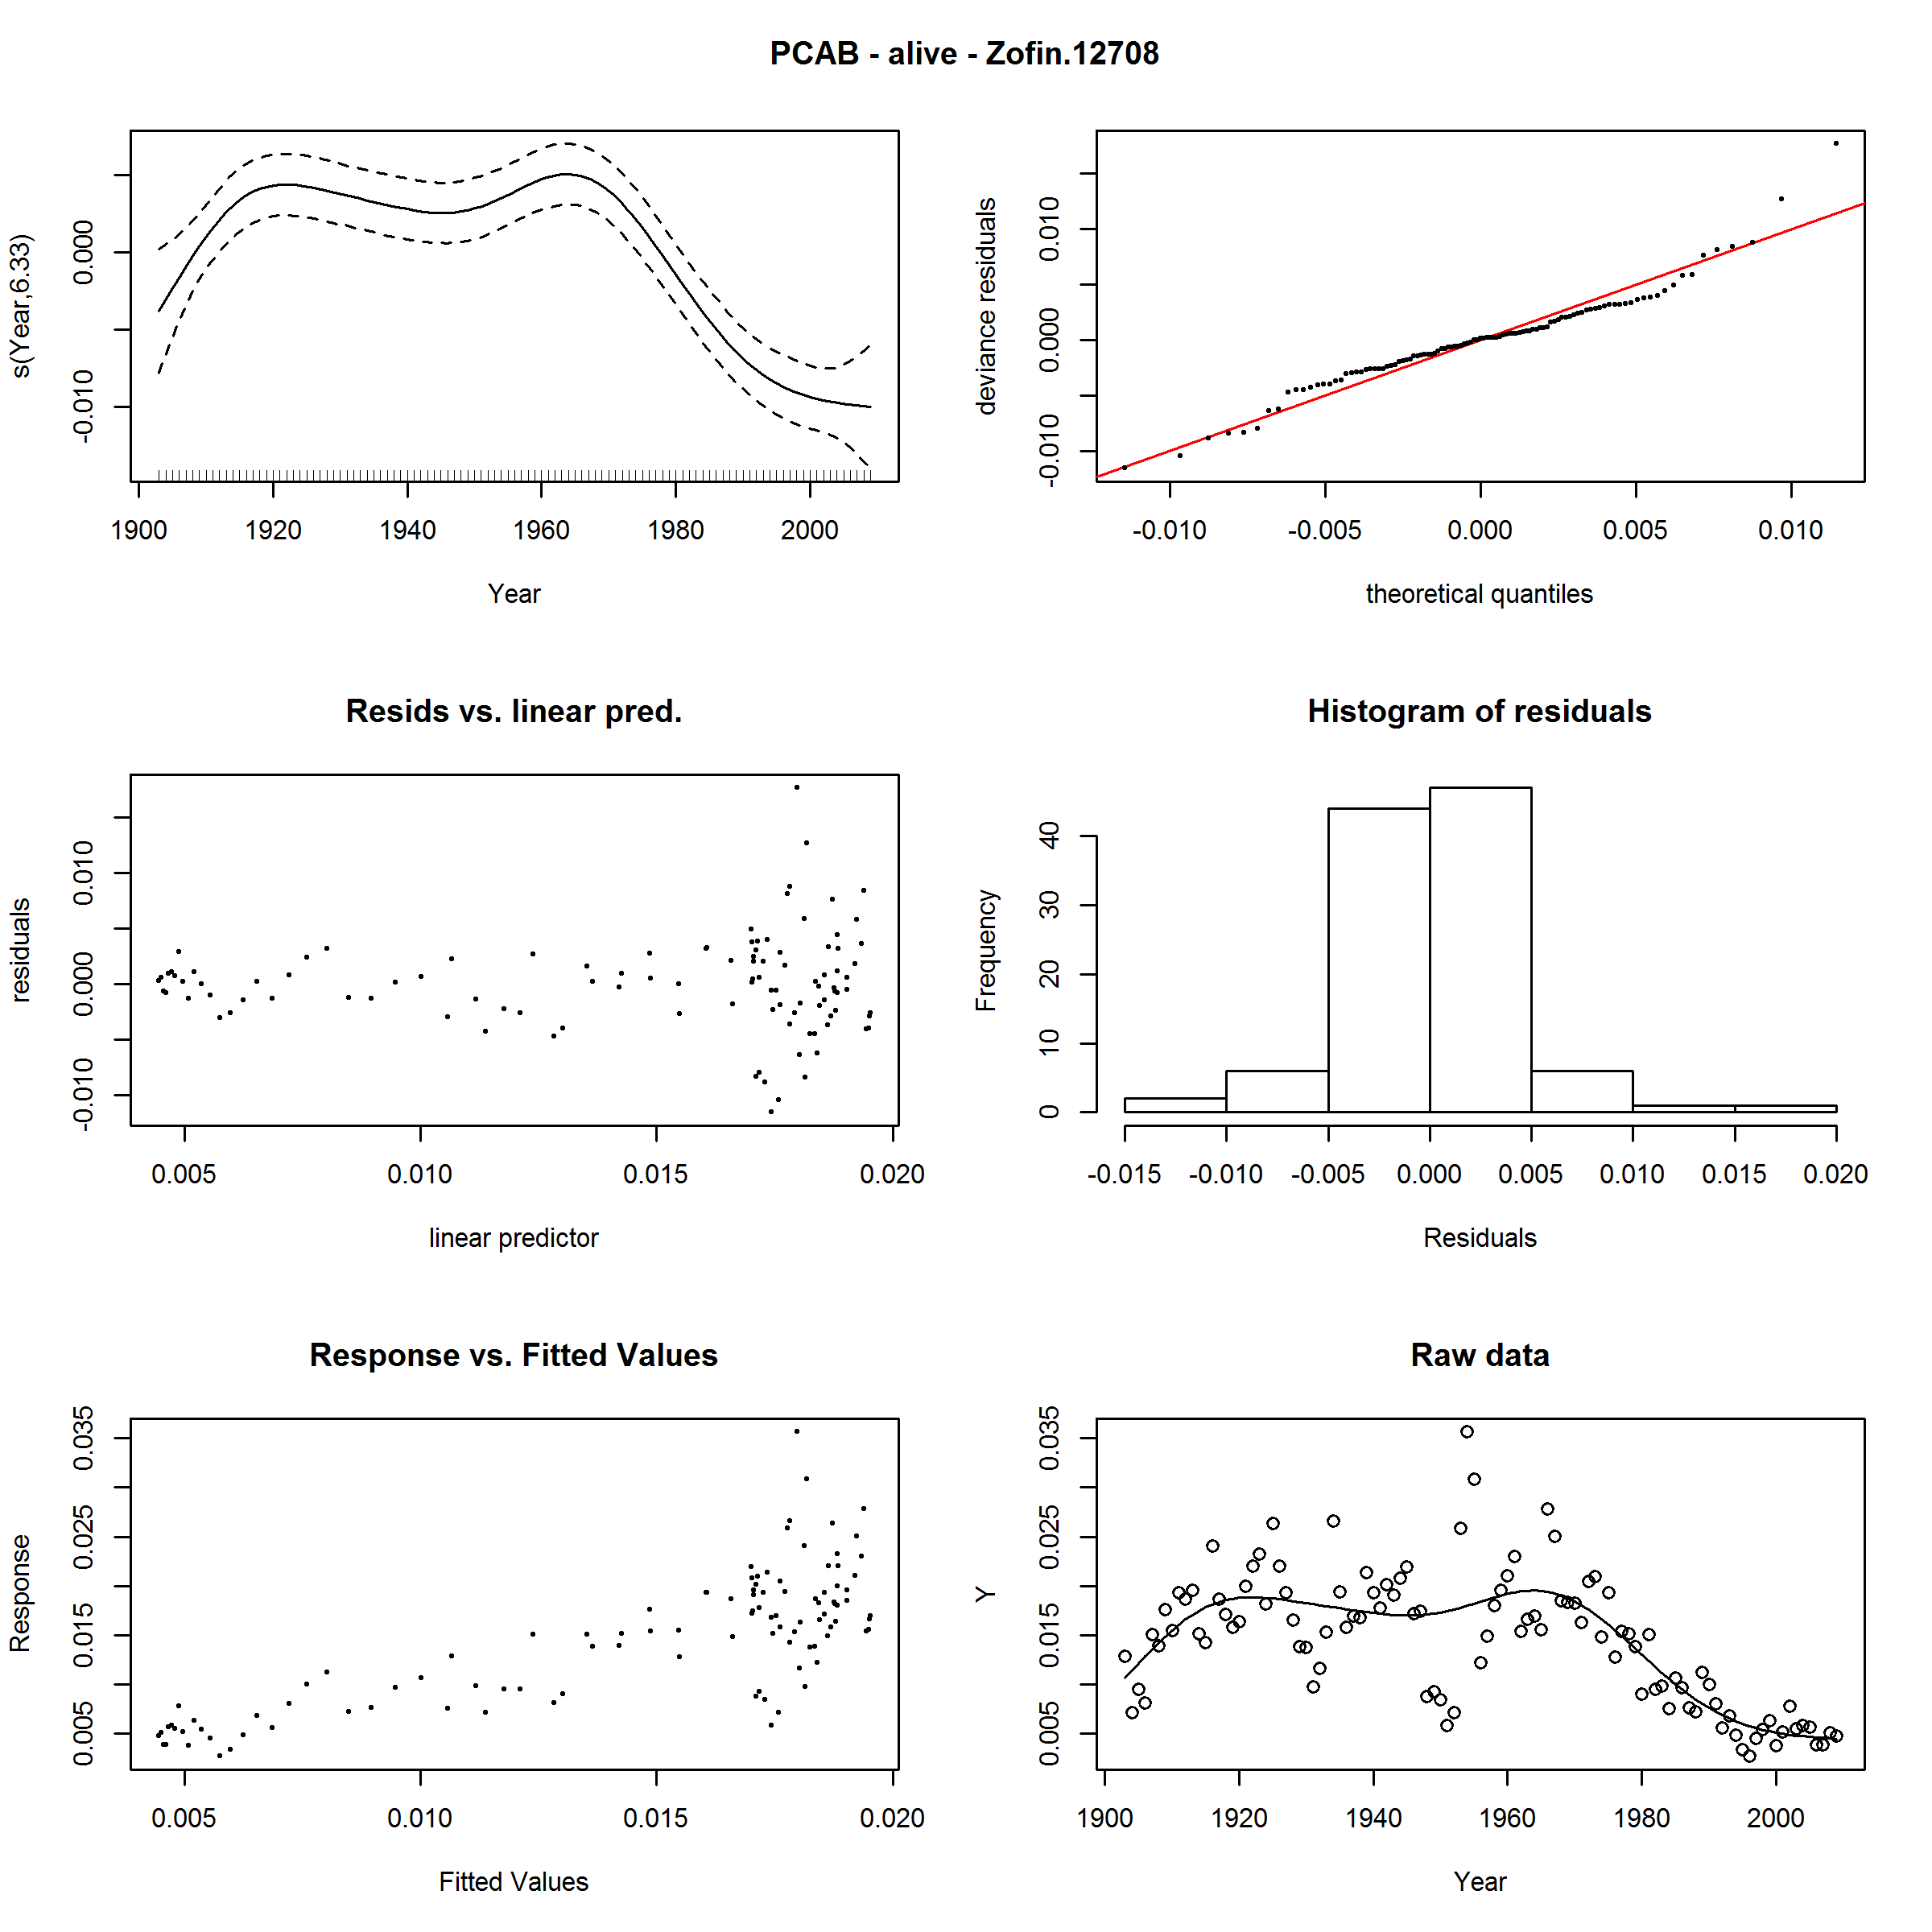 PCAB - alive - Zofin.12708
s(Year,6.33)
0.000
-0.010
1900 1920 1940 1960 1980 2000
Year
deviance residuals
0.010
0.000
-0.010
-0.010 -0.005 0.000 0.005 0.010
theoretical quantiles
Resids vs. linear pred.
residuals
0.010
0.000
-0.010
0.005 0.010 0.015 0.020
linear predictor
Histogram of residuals
Frequency
40
30
20
10
0
-0.015 -0.010 -0.005 0.000 0.005 0.010 0.015 0.020
Residuals
Response vs. Fitted Values
Response
0.035
0.025
0.015
0.005
0.005 0.010 0.015 0.020
Fitted Values
Raw data
Y
0.035
0.025
0.015
0.005
1900 1920 1940 1960 1980 2000
Year